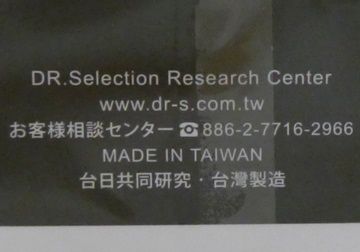 DR.Selection Research Center
www.dr-s.com.tw
お客様相談センター☎886-2-7716-2966
MADE IN TAIWAN
台日共同研究・台灣製造